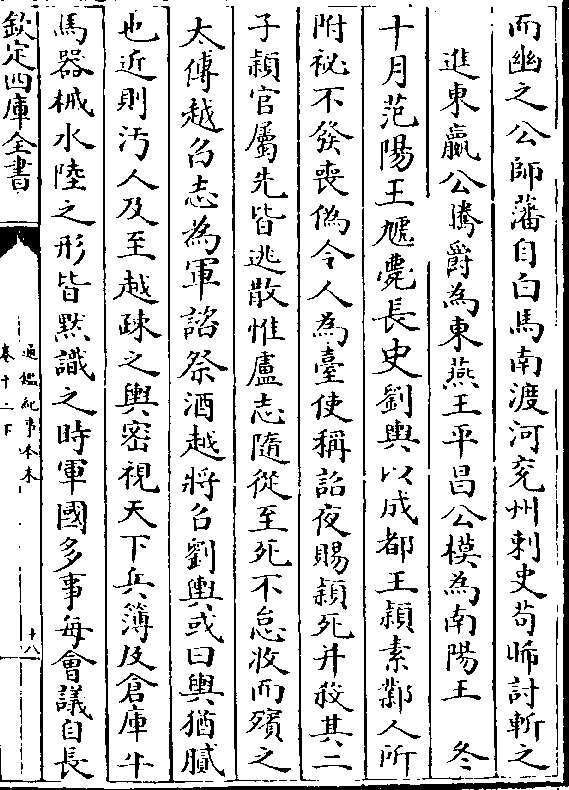 而幽之公師藩自白馬南渡河兗州刺史苟晞討斬之
進東嬴公騰爵為東燕王平昌公模為南陽王　冬
十月范陽王虓薨長史劉輿以成都王穎素鄴人所
附祕不發喪偽令人為臺使稱詔夜賜穎死并殺其二
子穎官屬先皆逃散惟盧志隨從至死不怠收而殯之
太傅越召志為軍諮祭酒越將召劉輿或曰輿猶膩
也近則汚人及至越疎之輿密視天下兵簿及倉庫牛
馬器械水陸之形皆黙識之時軍國多事每會議自長
欽定四庫全書
通鑑紀事本末
卷十二下
十八